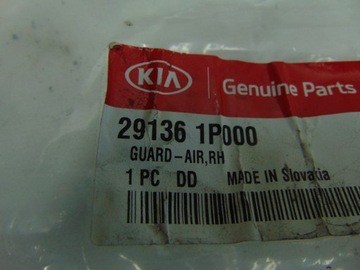 KIA Genuine Parts
29136 1P000
GUARD-AIR,RH
1 PC DD MADE IN Slovakia